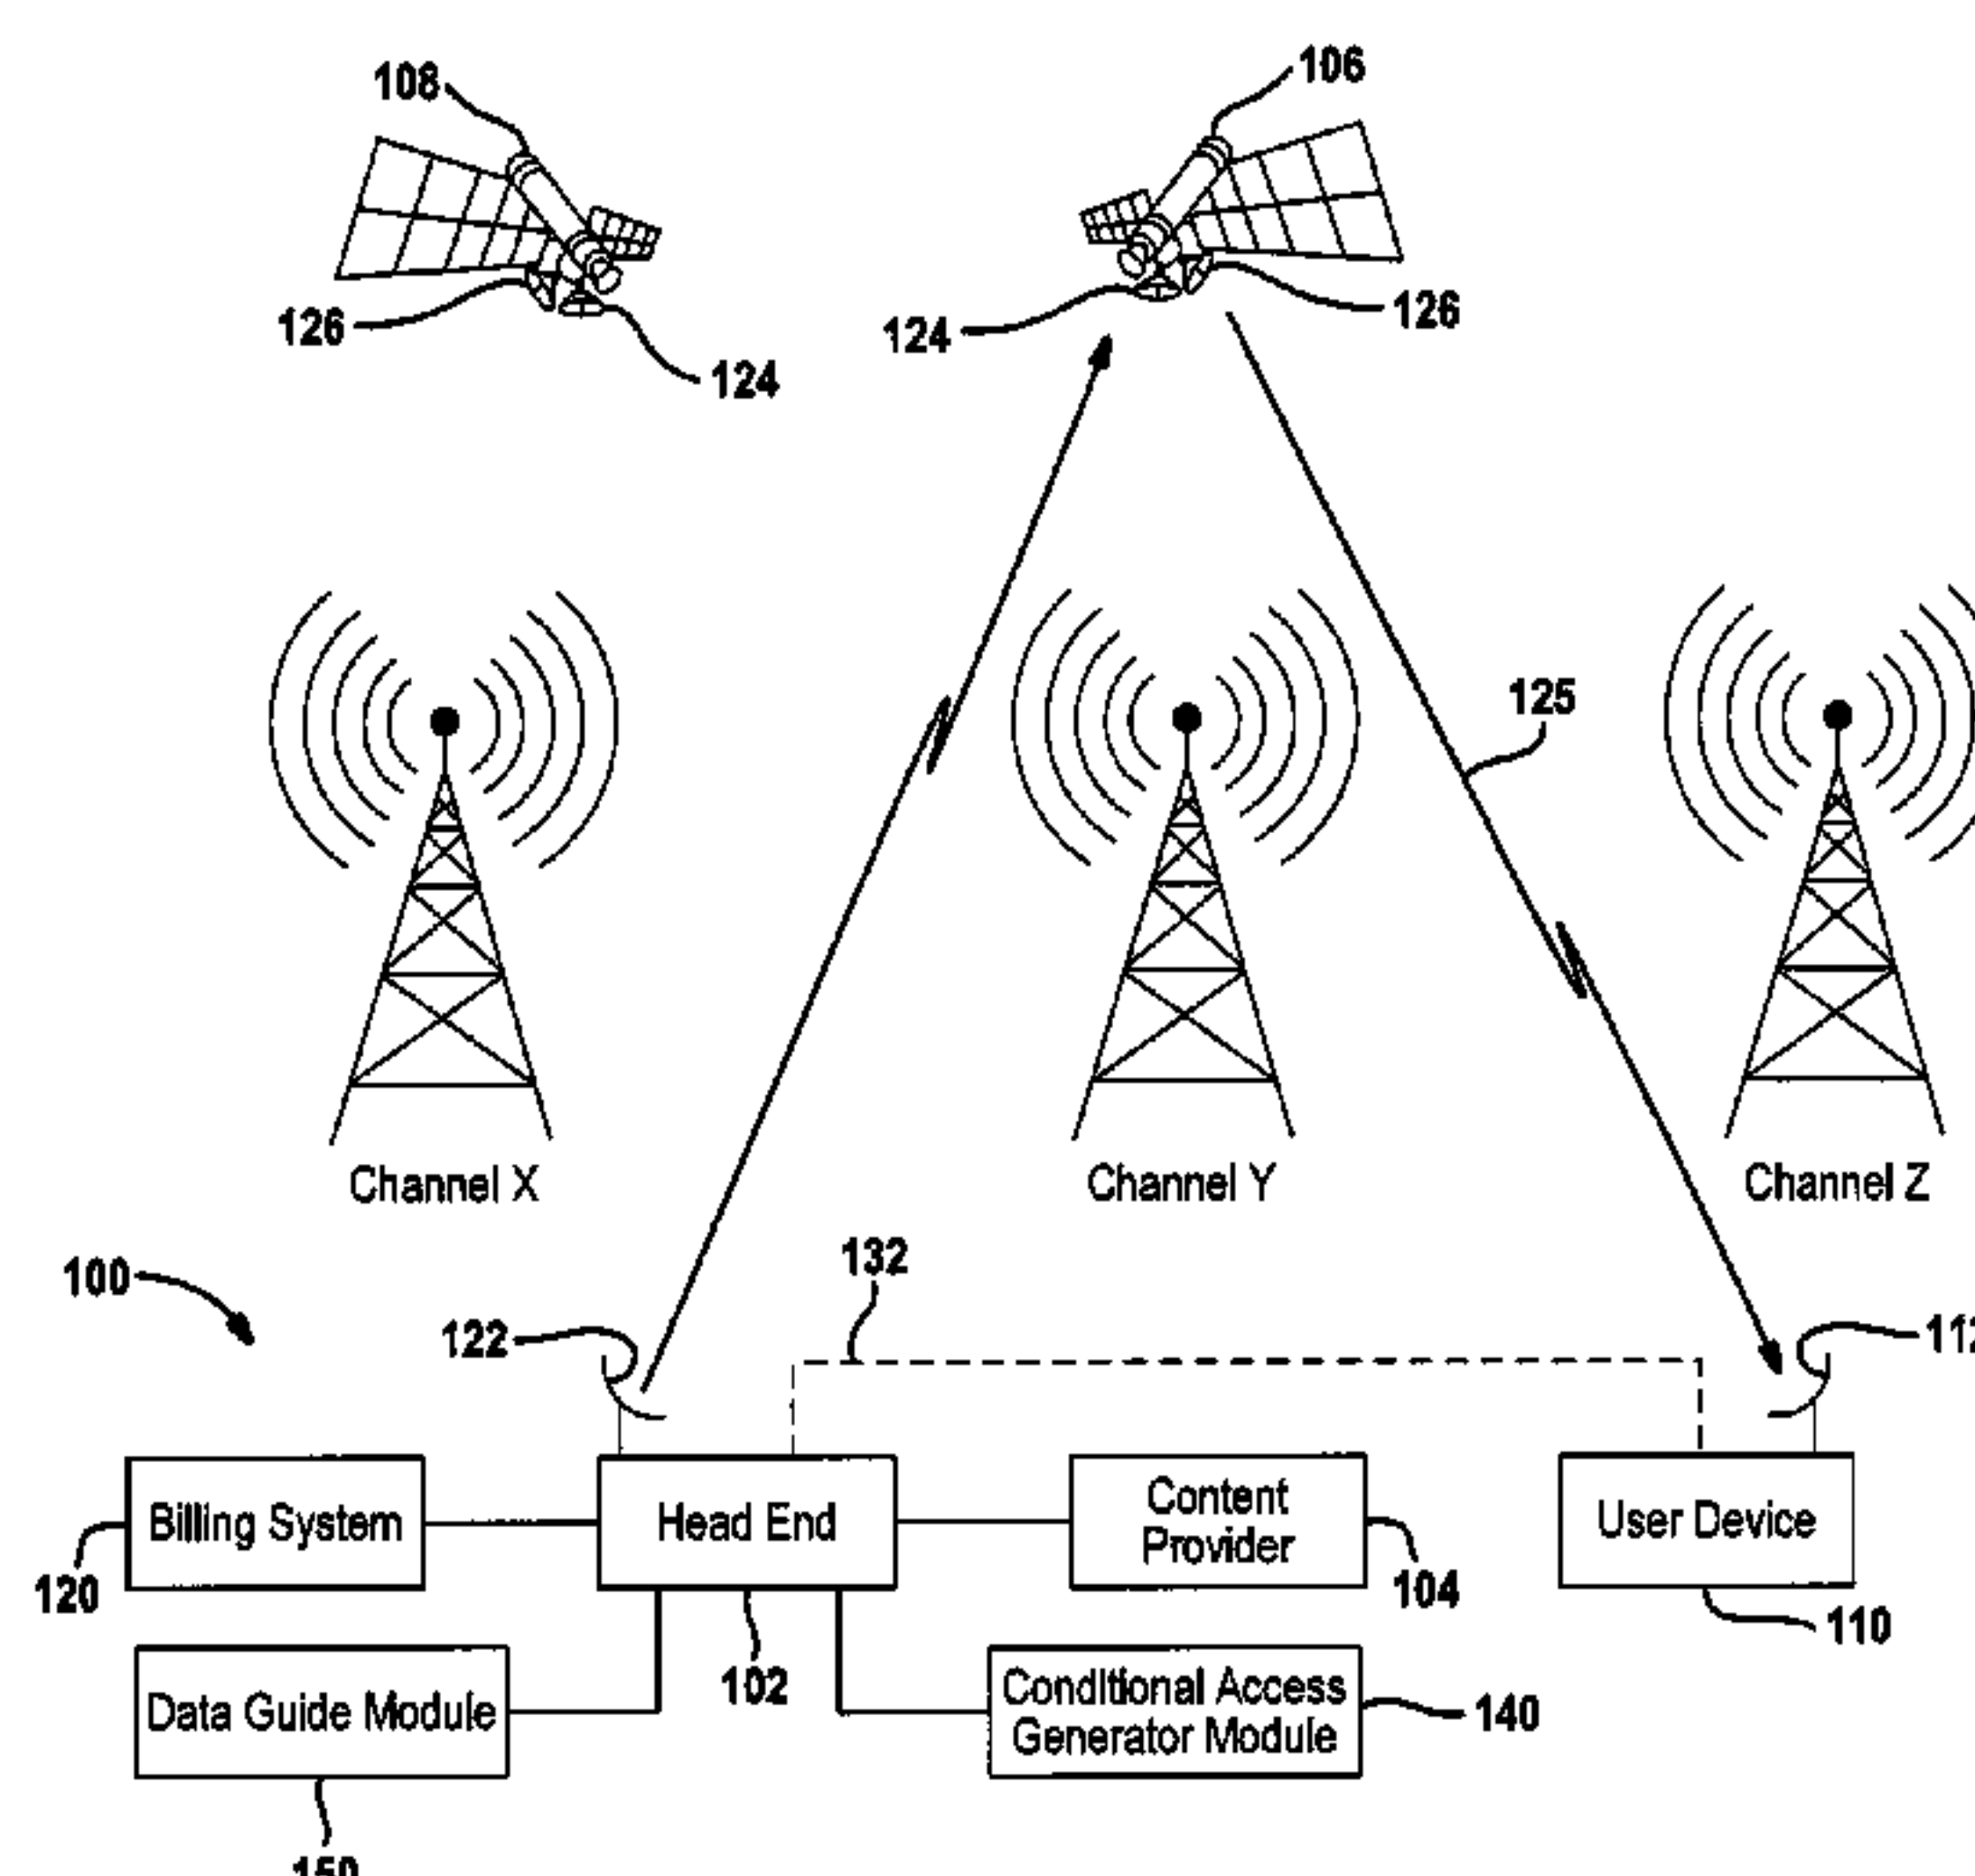 108
106
126
124
124
126
125
Channel X
Channel Y
Channel Z
100
132
122
Billing System
Head End
Content
Provider
User Device
120
104
110
102
Data Guide Module
Conditional Access
Generator Module
140